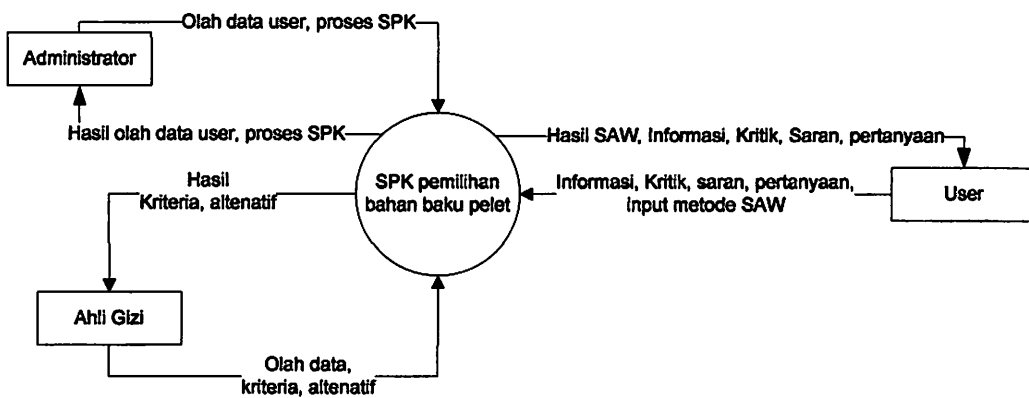 Olah data user, proses SPK
Administrator
Hasil olah data user, proses SPK
Hasil SAW, Informasi, Kritik, Saran, pertanyaan
Hasil
Kriteria, altenatif
SPK pemilihan
bahan baku pelet
Informasi, Kritik, saran, pertanyaan,
input metode SAW
User
Ahli Gizi
Olah data,
kriteria, altenatif